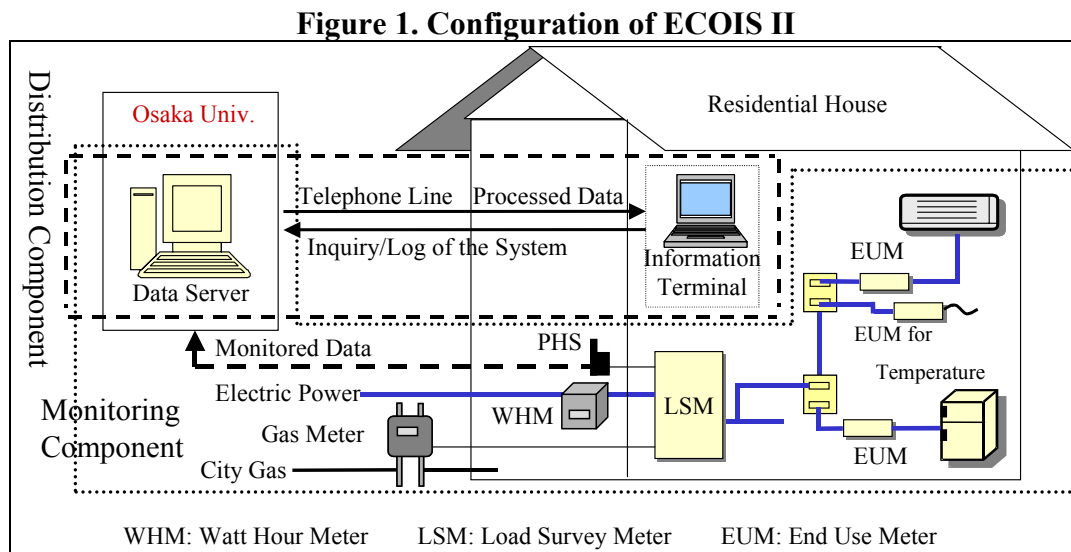 Figure 1. Configuration of ECOIS II
Distribution Component
Osaka Univ.
Residential House
Telephone Line
Processed Data
Inquiry/Log of the System
Data Server
Information
Terminal
EUM
EUM for
Temperature
Monitored Data
PHS
Electric Power
WHM
LSM
Monitoring
Component
Gas Meter
City Gas
EUM
WHM: Watt Hour Meter
LSM: Load Survey Meter
EUM: End Use Meter